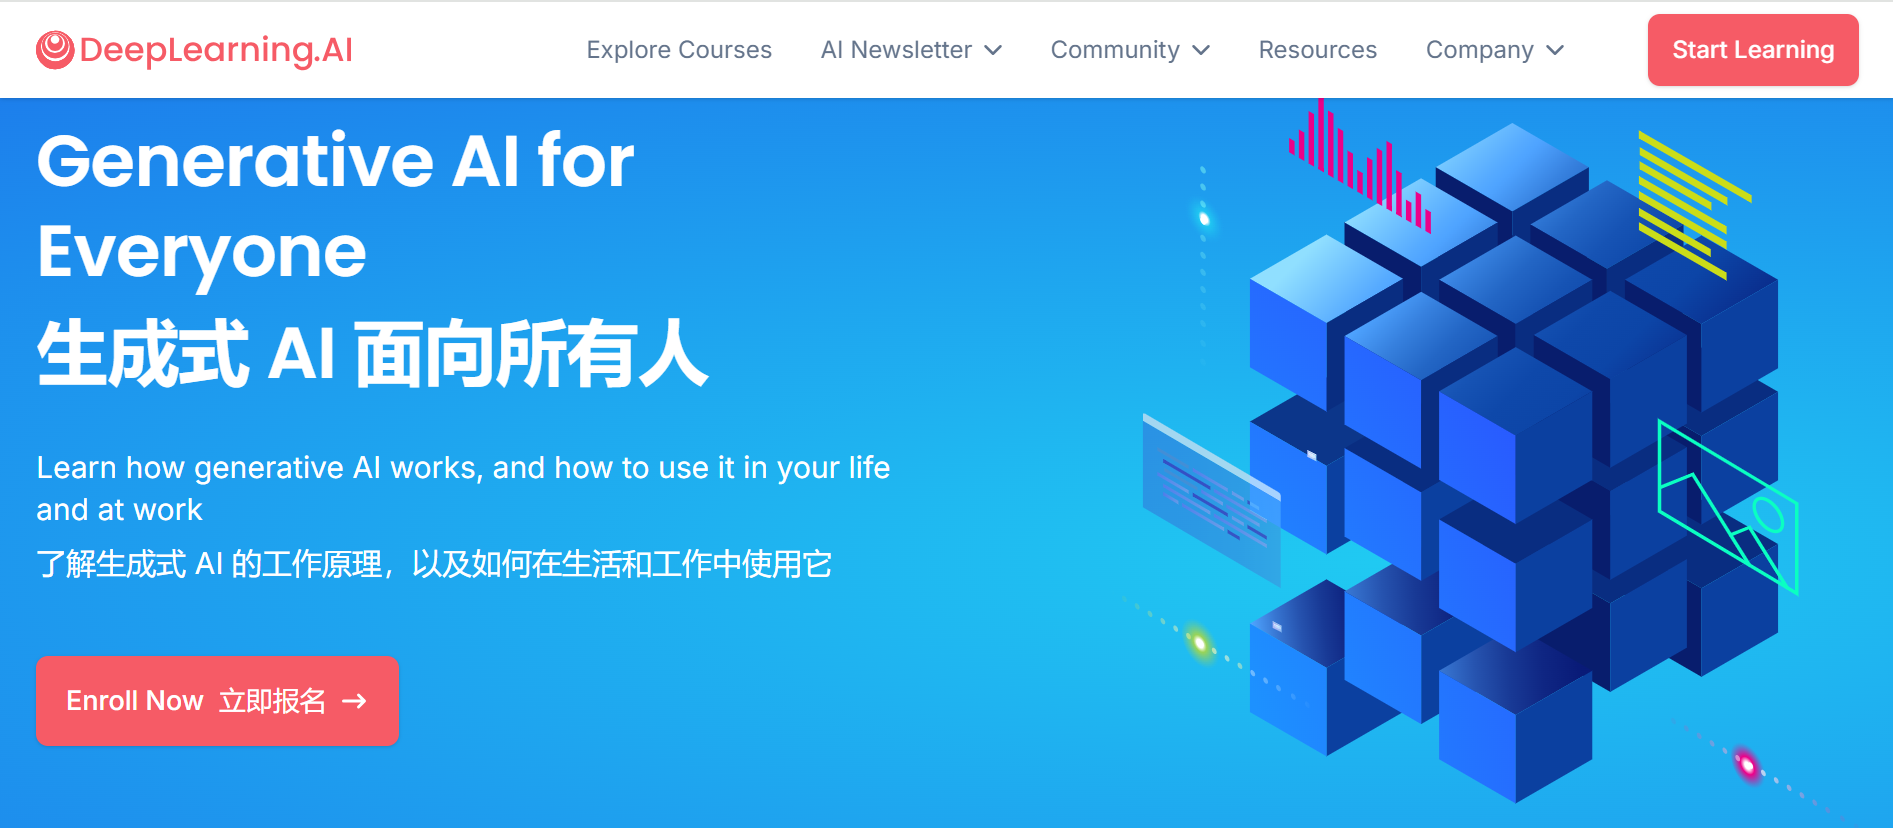 DeepLearning.AI
Explore Courses
AI Newsletter
Community
Resources
Company
Start Learning
Generative AI for
Everyone
生成式 AI 面向所有人
Learn how generative AI works, and how to use it in your life
and at work
了解生成式 AI 的工作原理，以及如何在生活和工作中使用它
Enroll Now 立即报名 →